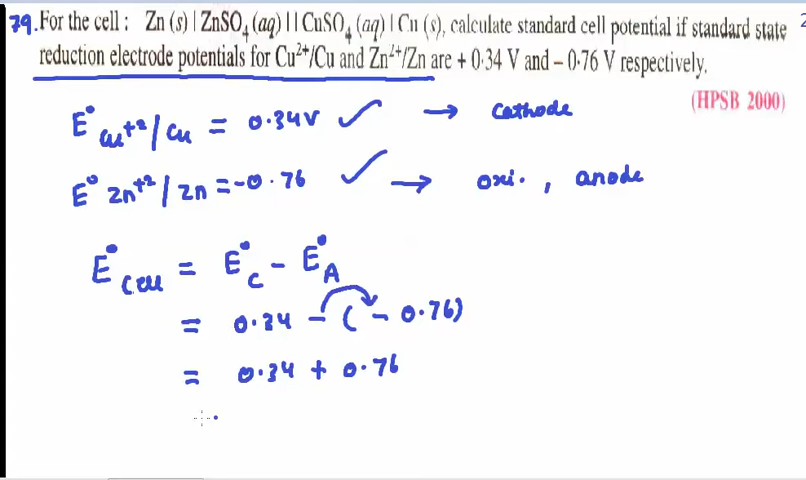 79. For the cell : Zn (s) | ZnSO₄ (aq) | | CuSO₄ (aq) | Cu (s), calculate standard cell potential if standard state
reduction electrode potentials for Cu²⁺/Cu and Zn²⁺/Zn are + 0.34 V and – 0.76 V respectively.
(HPSB 2000)
E° Cu⁺²/Cu = 0.34V ✓ → Cathode
E° Zn⁺²/Zn = -0.76 ✓ → oxi. , anode
E° Cell = E°C - E°A
= 0.34 - ( - 0.76)
= 0.34 + 0.76